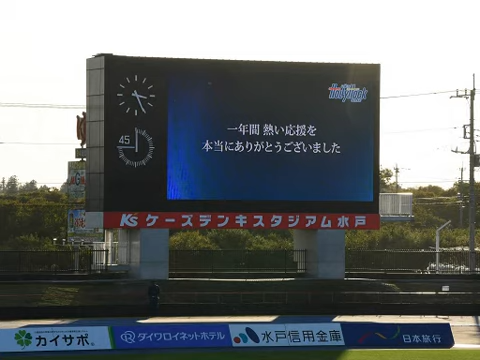 Hollyhock
45
一年間 熱い応援を
本当にありがとうございました
K's ケーズデンキスタジアム水戸
カイサポ
ダイワロイネットホテル
水戸信用金庫
日本旅行